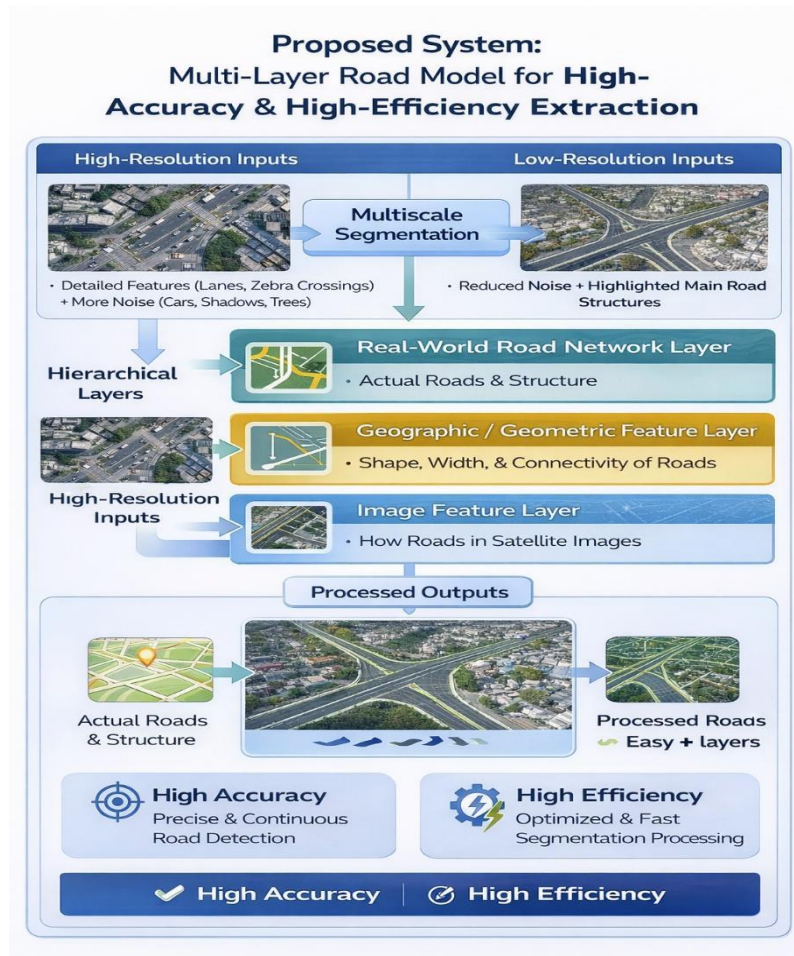 Proposed System:
Multi-Layer Road Model for High-
Accuracy & High-Efficiency Extraction
High-Resolution Inputs
Low-Resolution Inputs
Multiscale
Segmentation
• Detailed Features (Lanes, Zebra Crossings)
+ More Noise (Cars, Shadows, Trees)
• Reduced Noise + Highlighted Main Road
Structures
Hierarchical
Layers
Real-World Road Network Layer
• Actual Roads & Structure
Geographic / Geometric Feature Layer
• Shape, Width, & Connectivity of Roads
High-Resolution
Inputs
Image Feature Layer
• How Roads in Satellite Images
Processed Outputs
Actual Roads
& Structure
Processed Roads
Easy + layers
High Accuracy
Precise & Continuous
Road Detection
High Efficiency
Optimized & Fast
Segmentation Processing
High Accuracy | High Efficiency